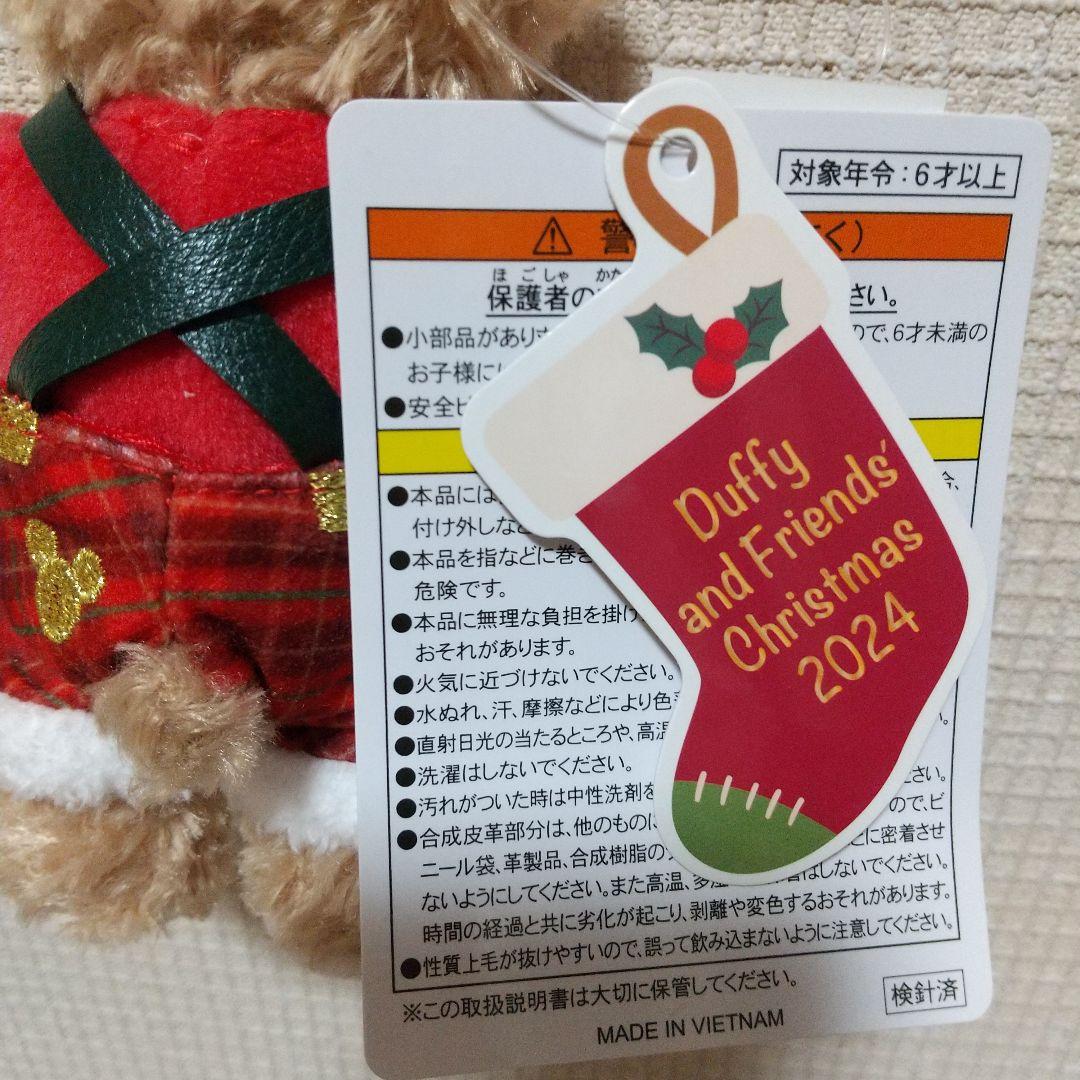 対象年令：6才以上
警 く）
ほごしゃ かた
保護者の さい。
●小部品があります ので、6才未満の
お子様に
●安全ピ
●本品には
付け外しなど
●本品を指などに巻き
危険です。
●本品に無理な負担を掛け
おそれがあります。
●火気に近づけないでください。
●水ぬれ、汗、摩擦などにより色
●直射日光の当たるところや、高温 い。
●洗濯はしないでください。
●汚れがついた時は中性洗剤を ださい。
●合成皮革部分は、他のものに ので、ビ
ニール袋、革製品、合成樹脂の に密着させ
ないようにしてください。また高温、多湿 はしないでください。
時間の経過と共に劣化が起こり、剥離や変色するおそれがあります。
●性質上毛が抜けやすいので、誤って飲み込まないように注意してください。
※この取扱説明書は大切に保管してください。
検針済
MADE IN VIETNAM
Duffy
and Friends'
Christmas
2024